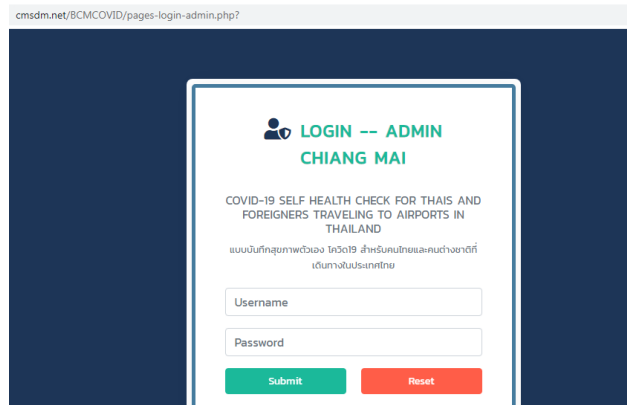 cmsdm.net/BCMCOVID/pages-login-admin.php?
LOGIN -- ADMIN
CHIANG MAI
COVID-19 SELF HEALTH CHECK FOR THAIS AND
FOREIGNERS TRAVELING TO AIRPORTS IN
THAILAND
แบบบันทึกสุขภาพตัวเอง โควิด19 สำหรับคนไทยและคนต่างชาติที่
เดินทางในประเทศไทย
Username
Password
Submit Reset